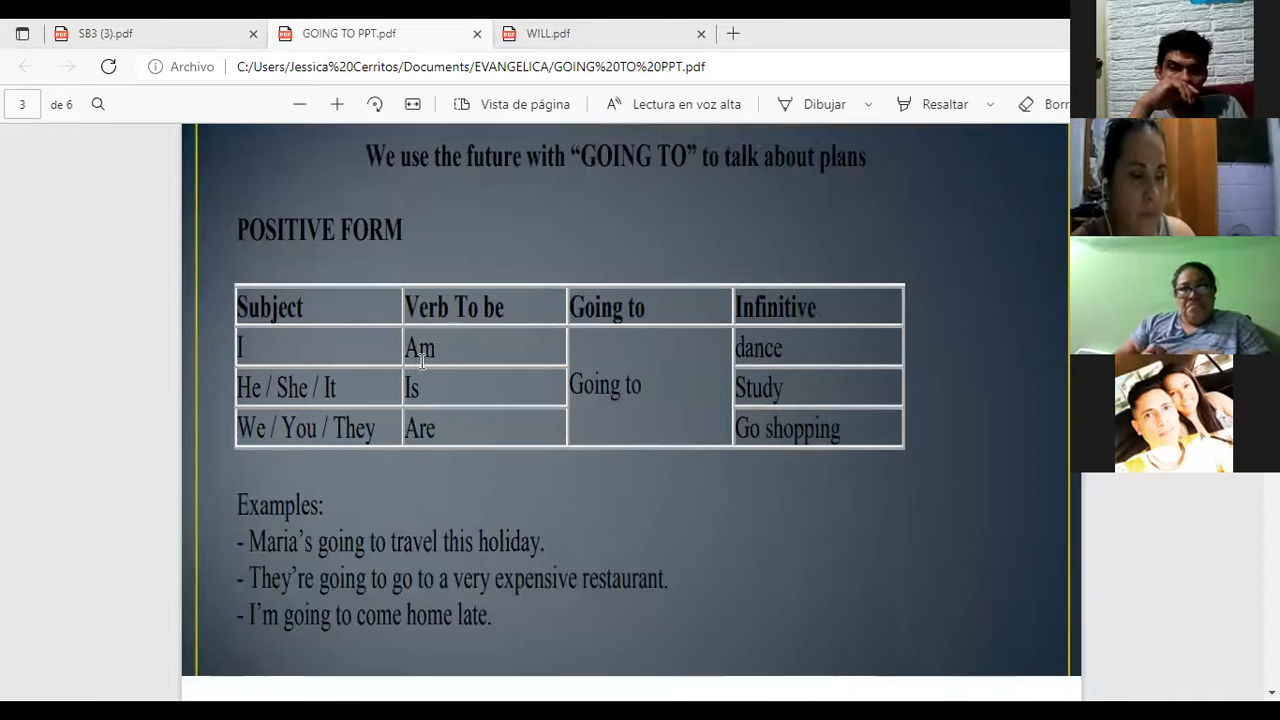 SB3 (3).pdf
GOING TO PPT.pdf
WILL.pdf
Archivo
C:/Users/Jessica%20Cerritos/Documents/EVANGELICA/GOING%20TO%20PPT.pdf
3
de 6
Vista de página
Lectura en voz alta
Dibujar
Resaltar
Borr
We use the future with “GOING TO” to talk about plans
POSITIVE FORM
Subject Verb To be Going to Infinitive
I Am dance
He / She / It Is Going to Study
We / You / They Are Go shopping
Examples:
- Maria’s going to travel this holiday.
- They’re going to go to a very expensive restaurant.
- I’m going to come home late.